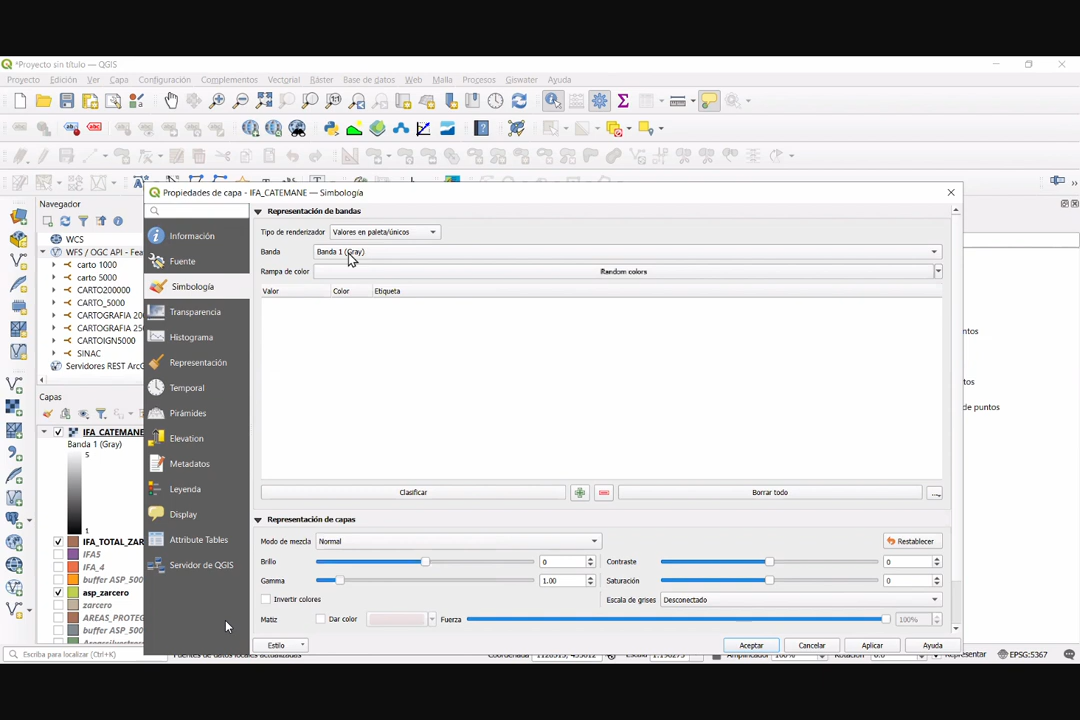 *Proyecto sin título — QGIS
Proyecto Edición Ver Capa Configuración Complementos Vectorial Ráster Base de datos Web Malla Procesos Giswater Ayuda
Propiedades de capa - IFA_CATEMANE — Simbología
Navegador
WCS
WFS / OGC API - Fea
carto 1000
carto 5000
CARTO200000
CARTO_5000
CARTOGRAFIA 20
CARTOGRAFIA 25
CARTOIGN5000
SINAC
Servidores REST ArcG
Capas
IFA_CATEMANE
Banda 1 (Gray)
5
1
IFA_TOTAL_ZAR
IFA5
IFA_4
buffer ASP_500
asp_zarcero
zarcero
AREAS_PROTEG
buffer ASP_500
Información
Fuente
Simbología
Transparencia
Histograma
Representación
Temporal
Pirámides
Elevation
Metadatos
Leyenda
Display
Attribute Tables
Servidor de QGIS
Representación de bandas
Tipo de renderizador Valores en paleta/únicos
Banda Banda 1 (Gray)
Rampa de color Random colors
Valor Color Etiqueta
Clasificar Borrar todo ...
Representación de capas
Modo de mezcla Normal Restablecer
Brillo 0 Contraste 0
Gamma 1.00 Saturación 0
Invertir colores Escala de grises Desconectado
Matiz Dar color Fuerza 100%
Estilo Aceptar Cancelar Aplicar Ayuda
ntos
tos
de puntos
Escriba para localizar (Ctrl+K)
EPSG:5367